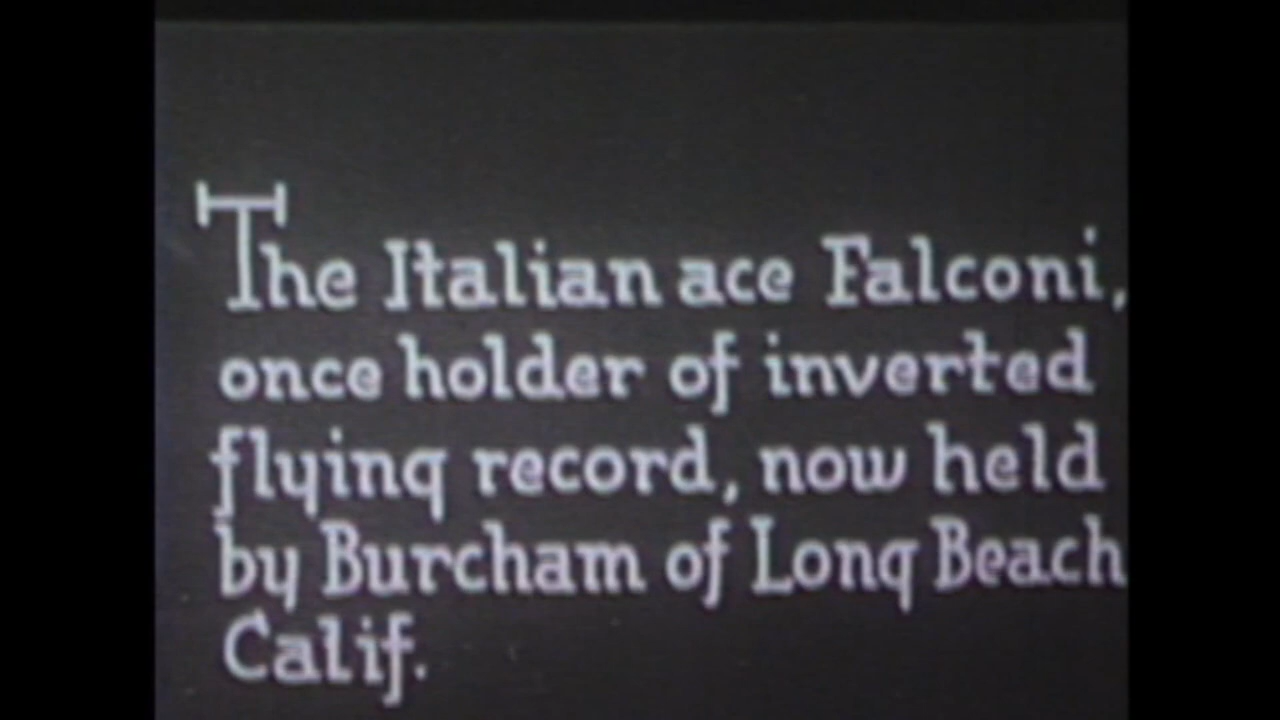 The Italian ace Falconi,
once holder of inverted
flying record, now held
by Burcham of Long Beach
Calif.